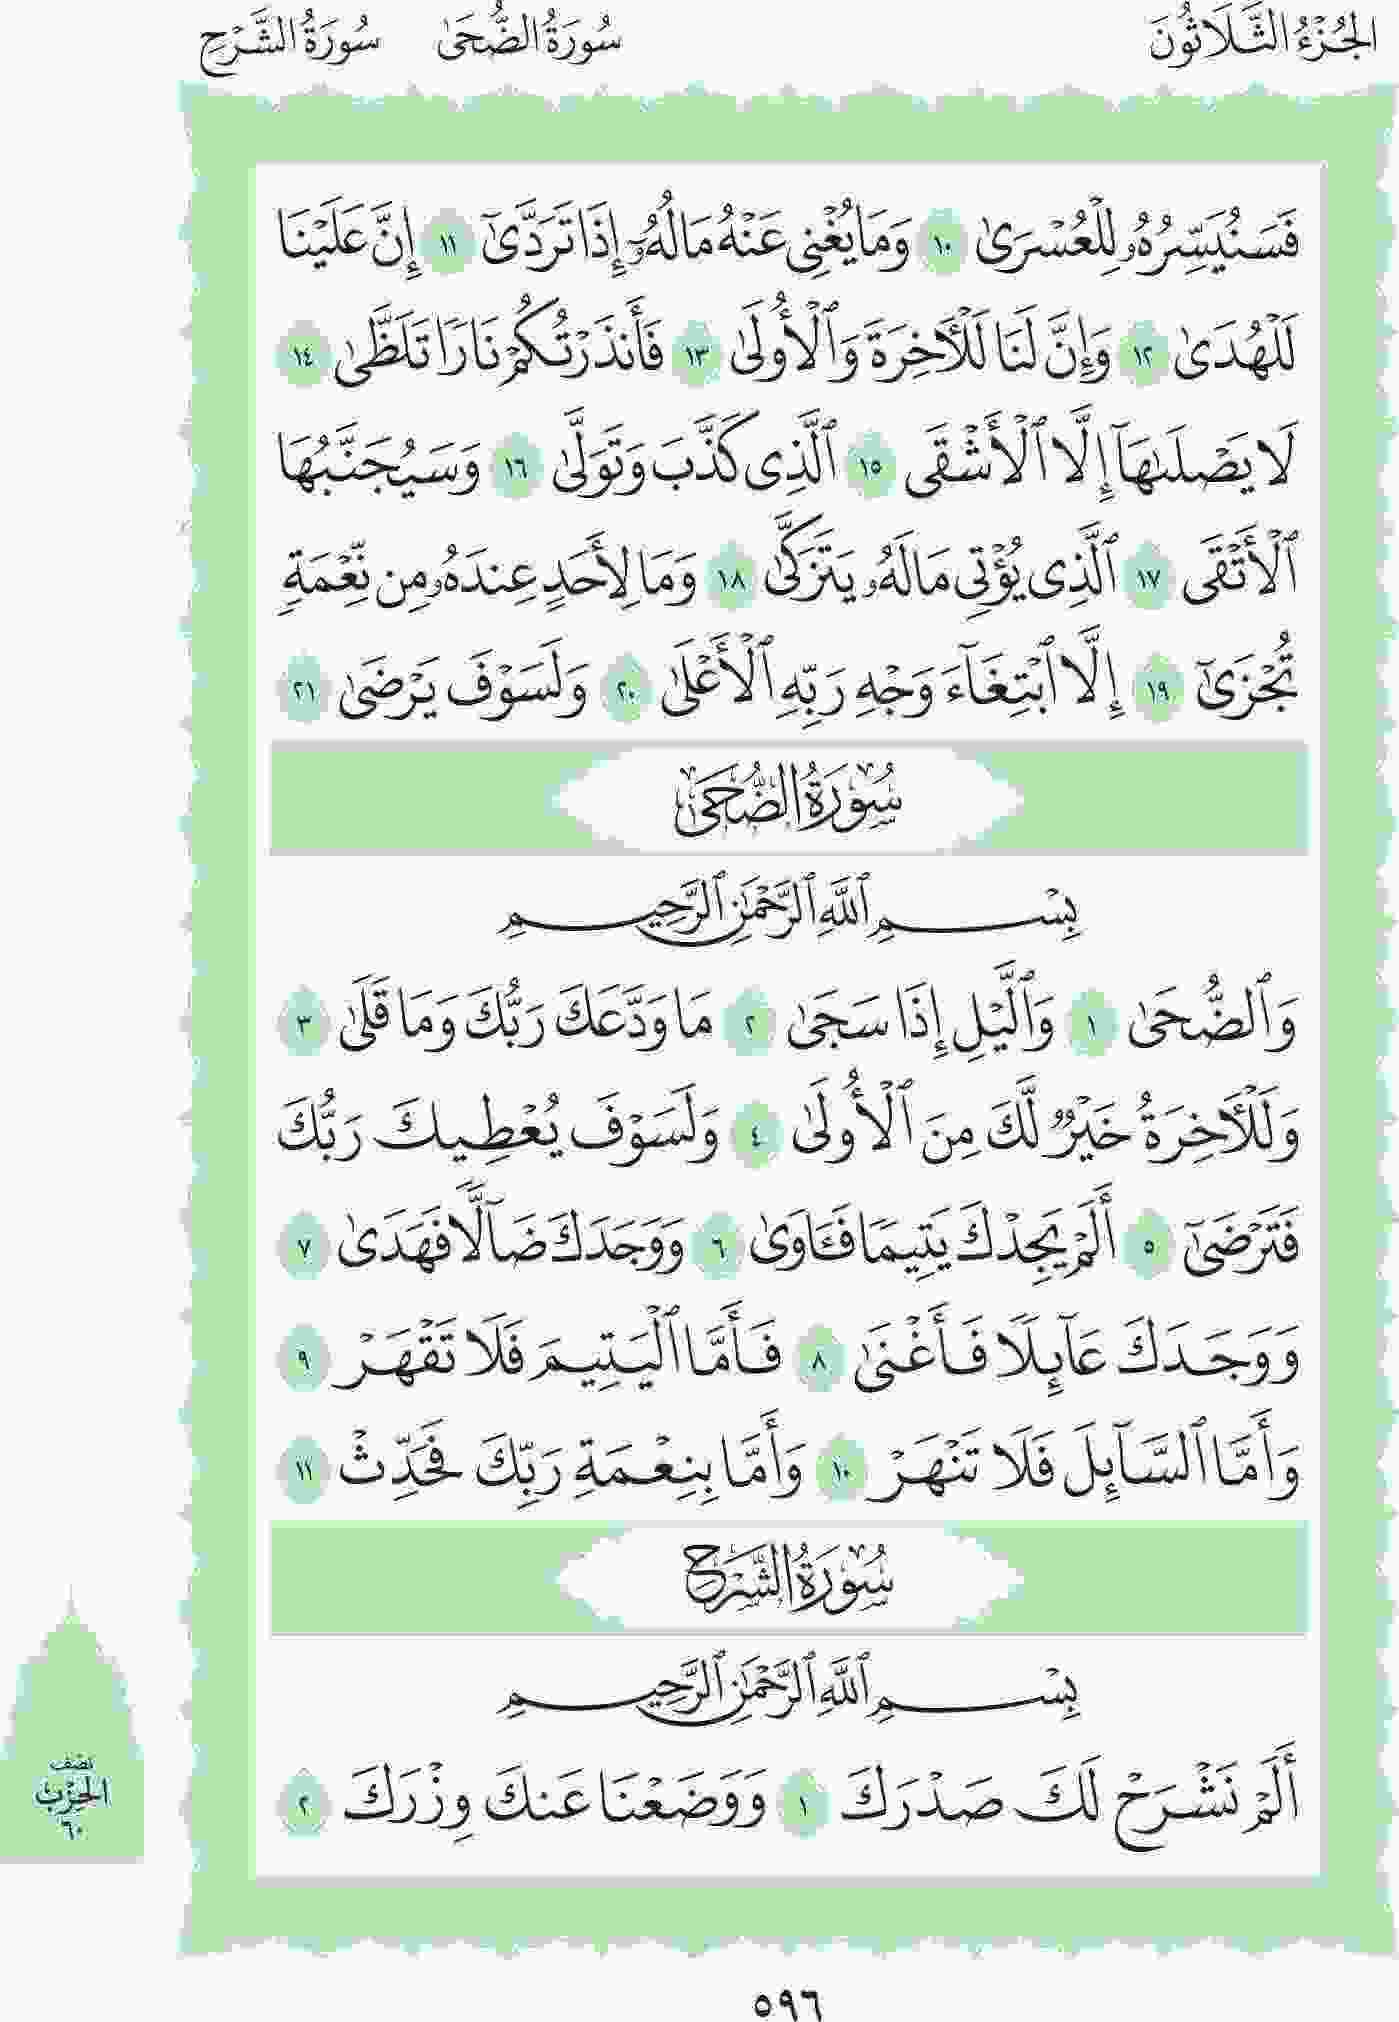 الجُزْءُ الثَّلَاثُونَ سُورَةُ الضُّحَىٰ سُورَةُ الشَّرْحِ
فَسَنُيَسِّرُهُۥ لِلْعُسْرَىٰ ١٠ وَمَا يُغْنِى عَنْهُ مَالُهُۥٓ إِذَا تَرَدَّىٰٓ ١١ إِنَّ عَلَيْنَا
لَلْهُدَىٰ ١٢ وَإِنَّ لَنَا لَلْءَاخِرَةَ وَٱلْأُولَىٰ ١٣ فَأَنذَرْتُكُمْ نَارًا تَلَظَّىٰ ١٤
لَا يَصْلَىٰهَآ إِلَّا ٱلْأَشْقَى ١٥ ٱلَّذِى كَذَّبَ وَتَوَلَّىٰ ١٦ وَسَيُجَنَّبُهَا
ٱلْأَتْقَى ١٧ ٱلَّذِى يُؤْتِى مَالَهُۥ يَتَزَكَّىٰ ١٨ وَمَا لِأَحَدٍ عِندَهُۥ مِن نِّعْمَةٍ
تُجْزَىٰٓ ١٩ إِلَّا ٱبْتِغَآءَ وَجْهِ رَبِّهِ ٱلْأَعْلَىٰ ٢٠ وَلَسَوْفَ يَرْضَىٰ ٢١
سُورَةُ الضُّحَىٰ
بِسْمِ ٱللَّهِ ٱلرَّحْمَٰنِ ٱلرَّحِيمِ
وَٱلضُّحَىٰ ١ وَٱلَّيْلِ إِذَا سَجَىٰ ٢ مَا وَدَّعَكَ رَبُّكَ وَمَا قَلَىٰ ٣
وَلَلْءَاخِرَةُ خَيْرٌ لَّكَ مِنَ ٱلْأُولَىٰ ٤ وَلَسَوْفَ يُعْطِيكَ رَبُّكَ
فَتَرْضَىٰٓ ٥ أَلَمْ يَجِدْكَ يَتِيمًا فَـَٔاوَىٰ ٦ وَوَجَدَكَ ضَآلًّا فَهَدَىٰ ٧
وَوَجَدَكَ عَآئِلًا فَأَغْنَىٰ ٨ فَأَمَّا ٱلْيَتِيمَ فَلَا تَقْهَرْ ٩
وَأَمَّا ٱلسَّآئِلَ فَلَا تَنْهَرْ ١٠ وَأَمَّا بِنِعْمَةِ رَبِّكَ فَحَدِّثْ ١١
سُورَةُ الشَّرْحِ
بِسْمِ ٱللَّهِ ٱلرَّحْمَٰنِ ٱلرَّحِيمِ
أَلَمْ نَشْرَحْ لَكَ صَدْرَكَ ١ وَوَضَعْنَا عَنكَ وِزْرَكَ ٢
نصف
الحزب
٦٠
٥٩٦